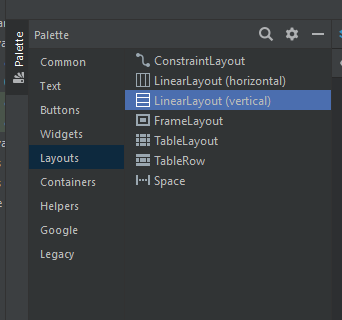 Palette
Palette
Common
Text
Buttons
Widgets
Layouts
Containers
Helpers
Google
Legacy
ConstraintLayout
LinearLayout (horizontal)
LinearLayout (vertical)
FrameLayout
TableLayout
TableRow
Space